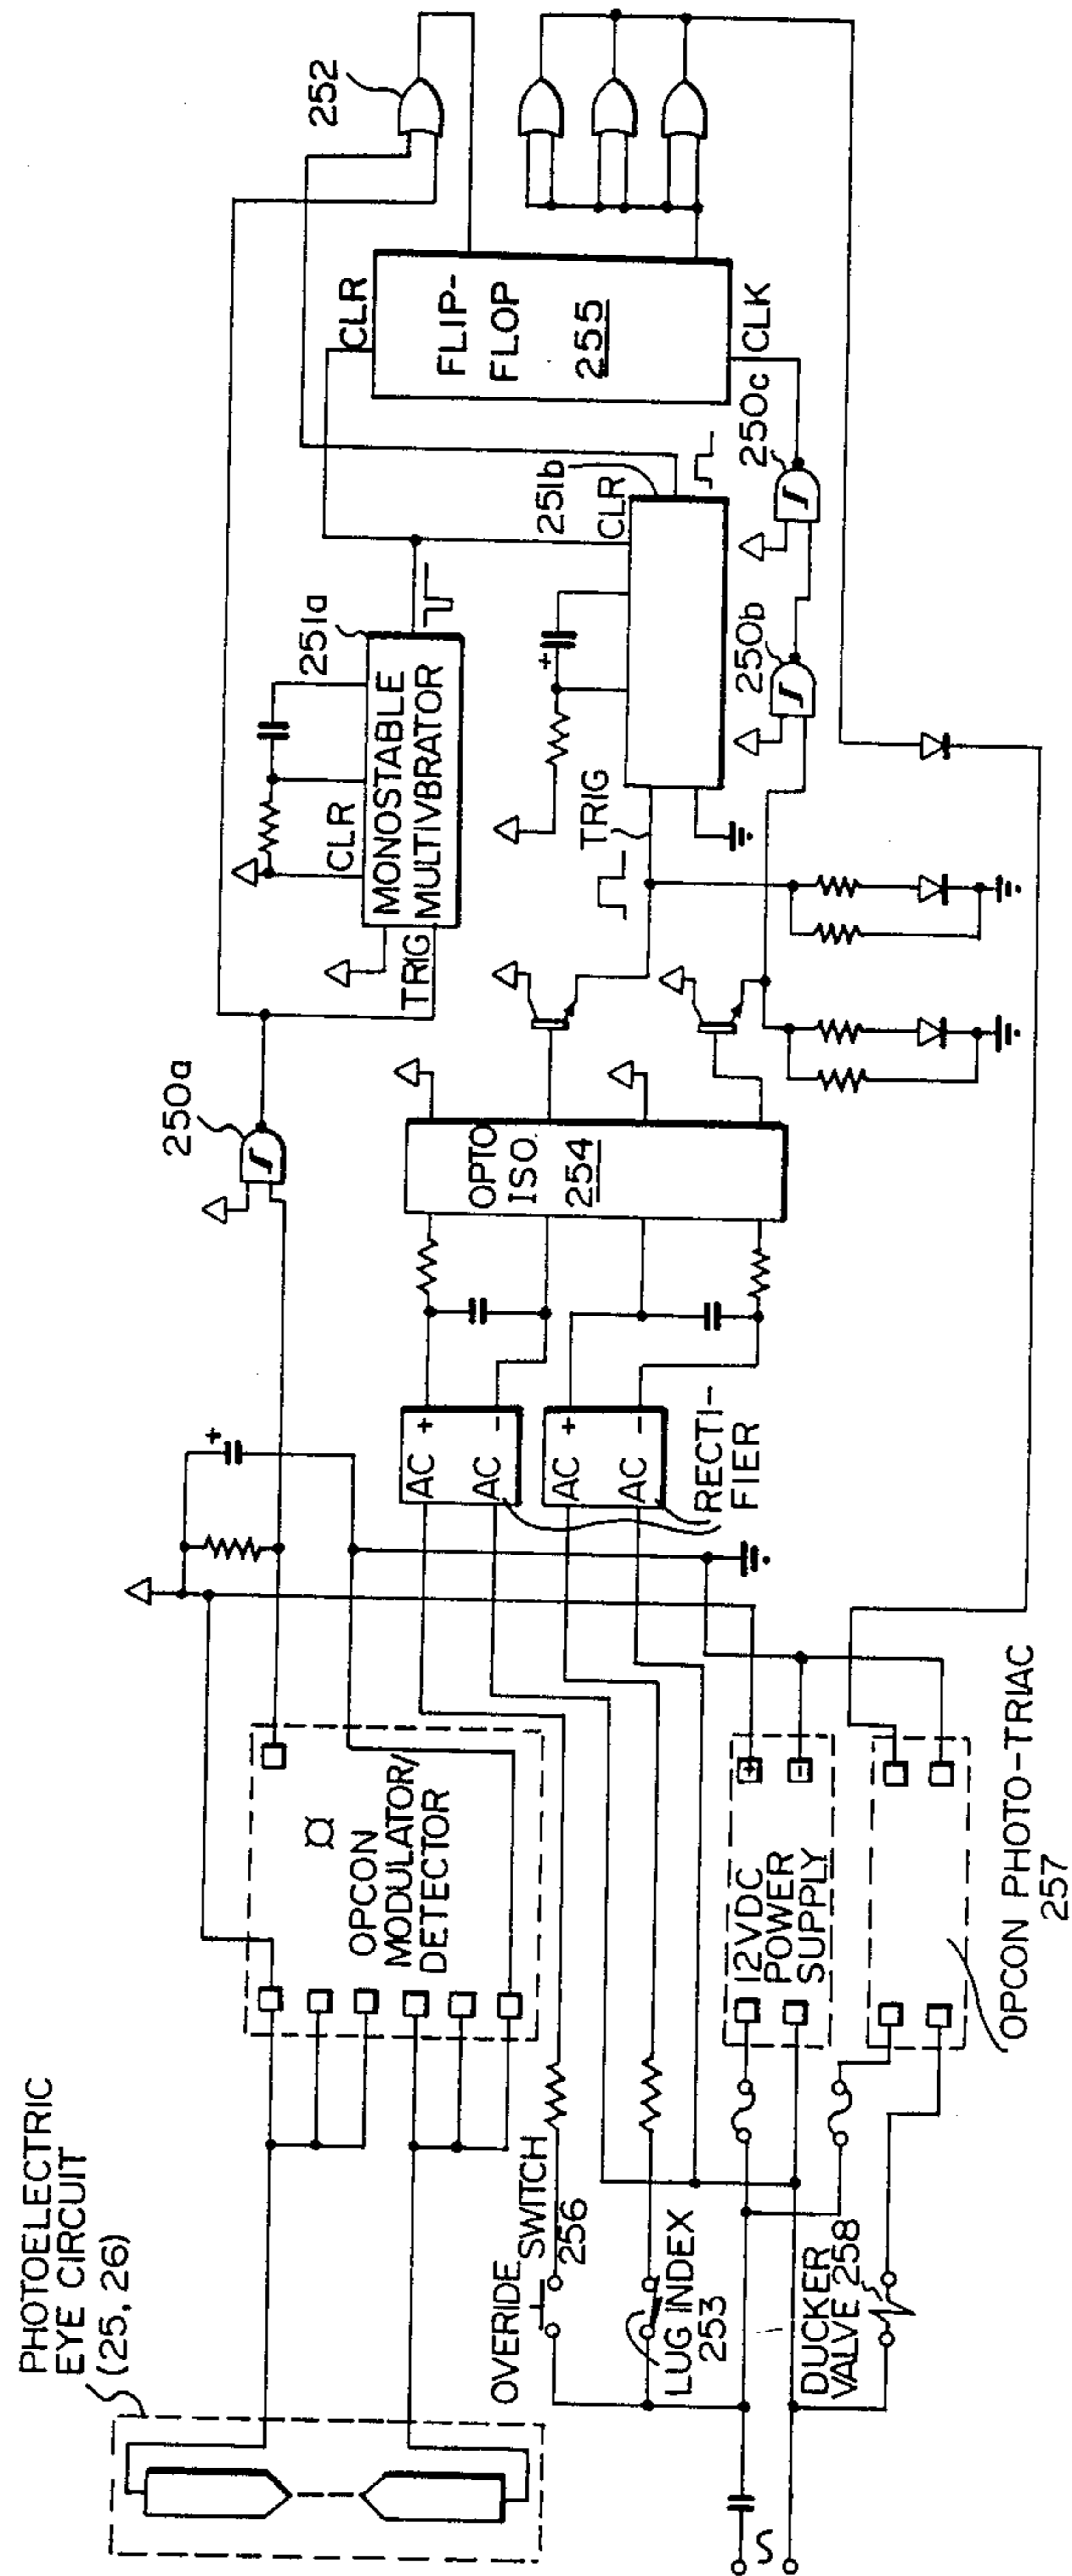 PHOTOELECTRIC
EYE CIRCUIT
(25, 26)
OPCON
MODULATOR/
DETECTOR
OVERIDE
SWITCH
256
LUG INDEX
253
DUCKER
VALVE 258
S
12VDC
POWER
SUPPLY
+
-
OPCON PHOTO-TRIAC
257
+
AC +
AC -
AC +
AC -
RECTI-
FIER
OPTO
ISO.
254
250a
TRIG
CLR
MONOSTABLE
MULTIVBRATOR
251a
TRIG
+
CLR
251b
250b
250c
CLR
FLIP-
FLOP
255
CLK
252